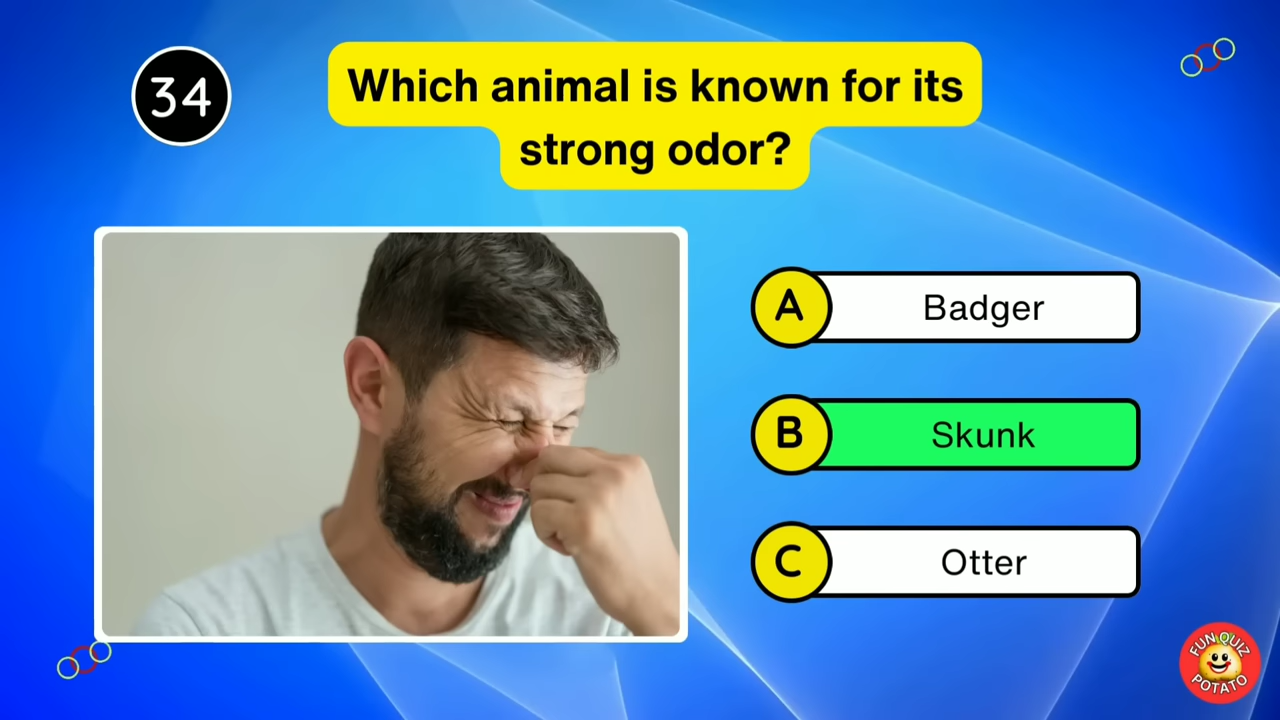 34
Which animal is known for its
strong odor?
A
Badger
B
Skunk
C
Otter
FUN QUIZ
POTATO